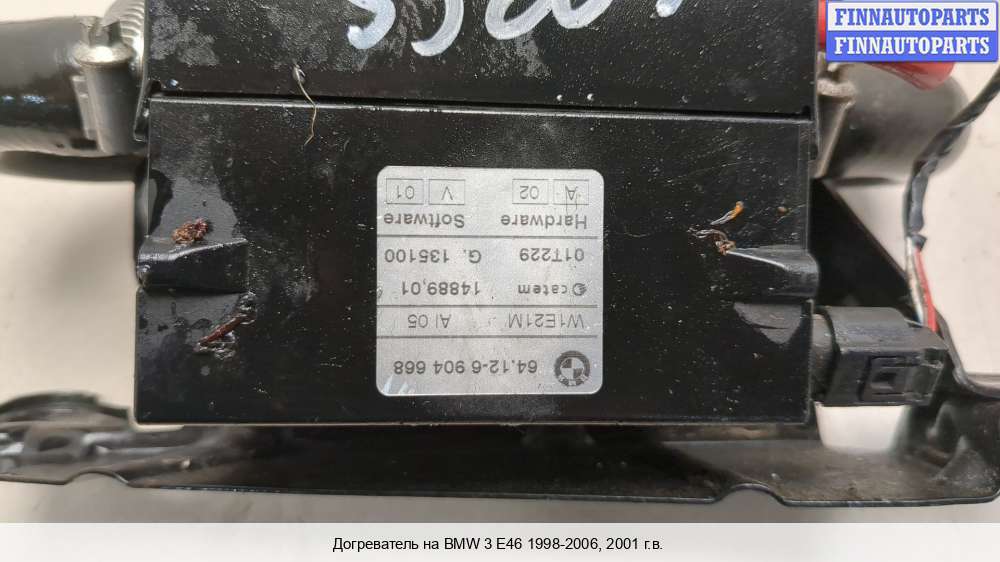 FINNAUTOPARTS
FINNAUTOPARTS
64.12-6 904 668
W1E21M AI 05
catem 14889,01
01T229 G. 135100
Hardware Software
A 02 V 01
Догреватель на BMW 3 E46 1998-2006, 2001 г.в.